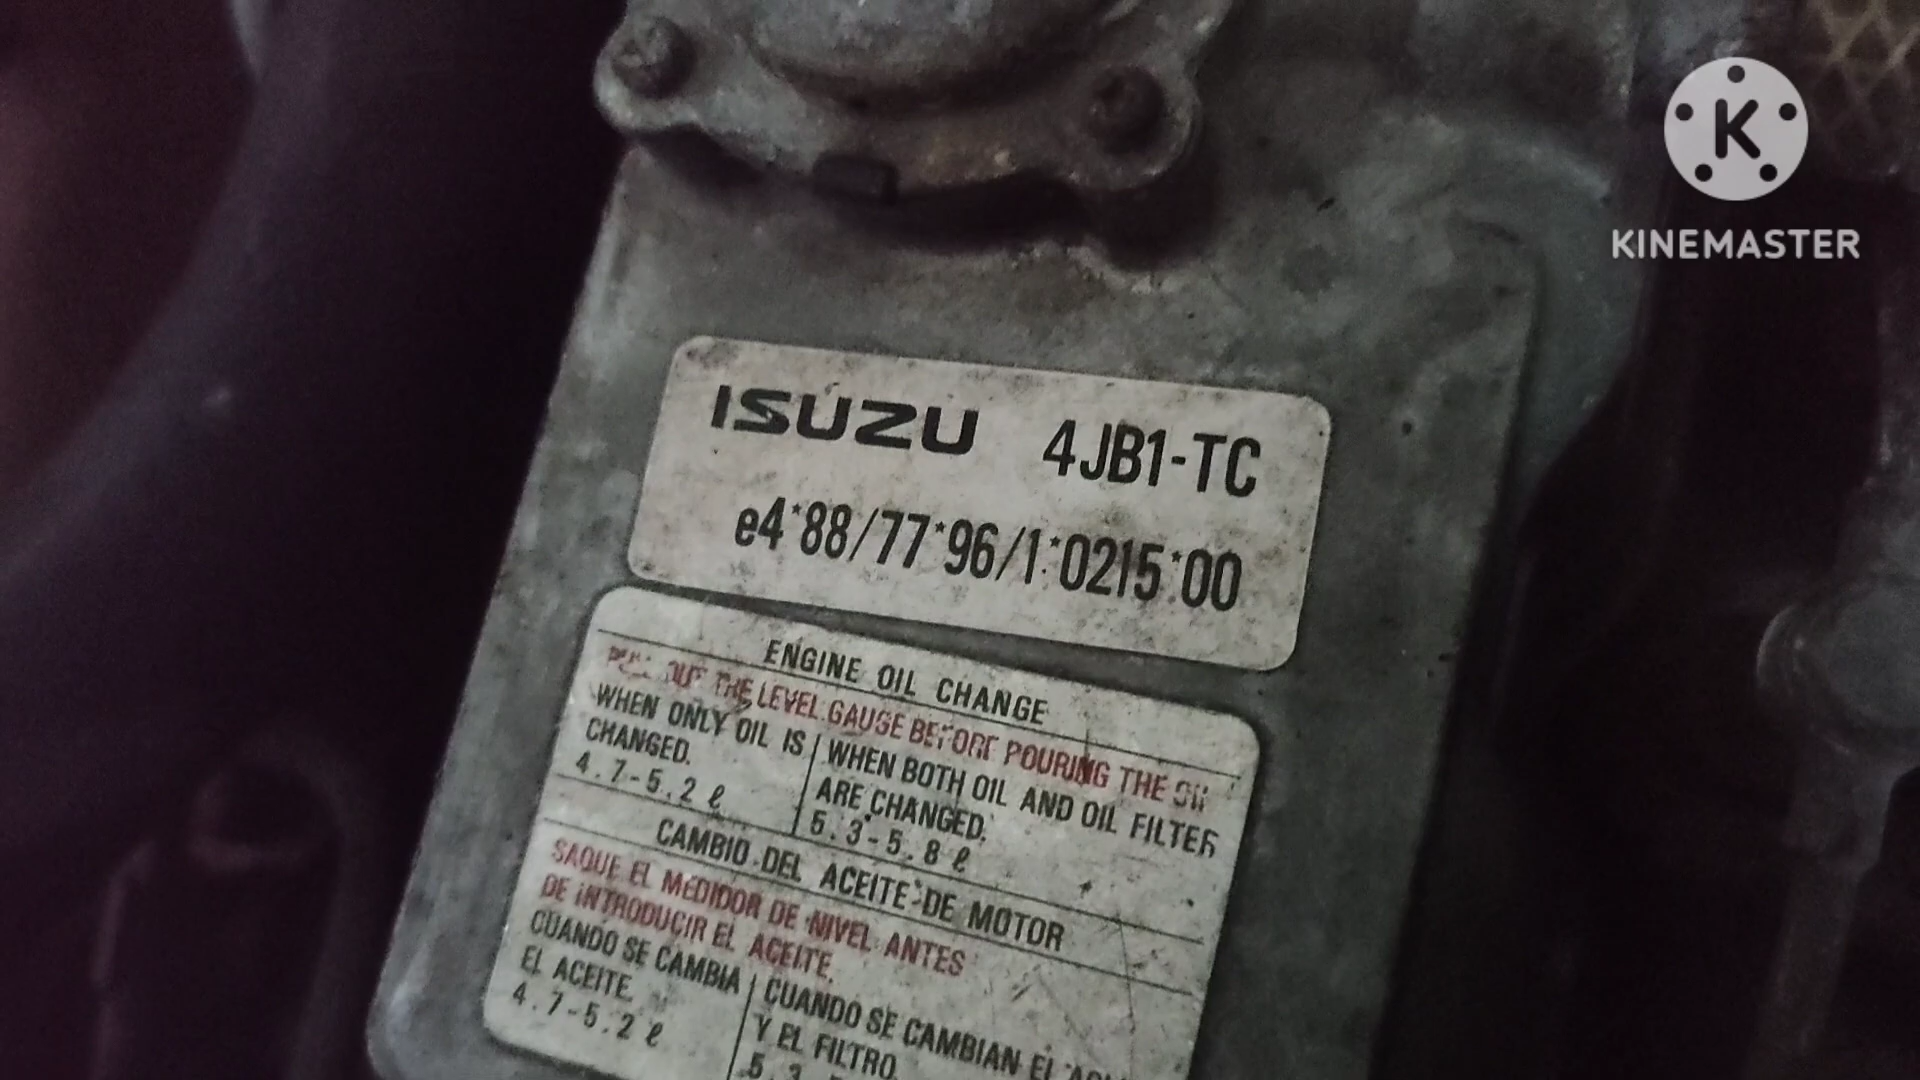 K
KINEMASTER
ISUZU 4JB1-TC
e4*88/77*96/1*0215*00
ENGINE OIL CHANGE
OUT THE LEVEL GAUGE BEFORE POURING THE OIL
WHEN ONLY OIL IS
CHANGED.
4.7-5.2 ℓ
WHEN BOTH OIL AND OIL FILTER
ARE CHANGED.
5.3-5.8 ℓ
CAMBIO DEL ACEITE DE MOTOR
SAQUE EL MEDIDOR DE NIVEL ANTES
DE INTRODUCIR EL ACEITE.
CUANDO SE CAMBIA
EL ACEITE.
4.7-5.2 ℓ
CUANDO SE CAMBIAN EL
Y EL FILTRO.